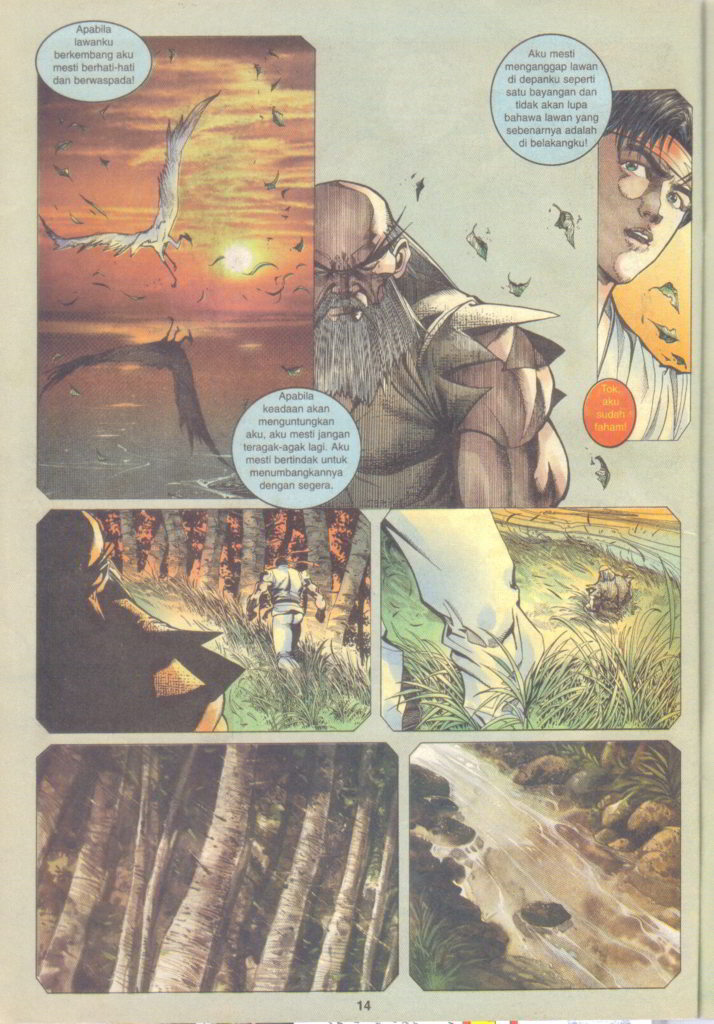 Apabila
lawanku
berkembang aku
mesti berhati-hati
dan berwaspada!
Aku mesti
menganggap lawan
di depanku seperti
satu bayangan dan
tidak akan lupa
bahawa lawan yang
sebenarnya adalah
di belakangku!
Apabila
keadaan akan
menguntungkan
aku, aku mesti jangan
teragak-agak lagi. Aku
mesti bertindak untuk
menumbangkannya
dengan segera.
Tok,
aku
sudah
faham!
14